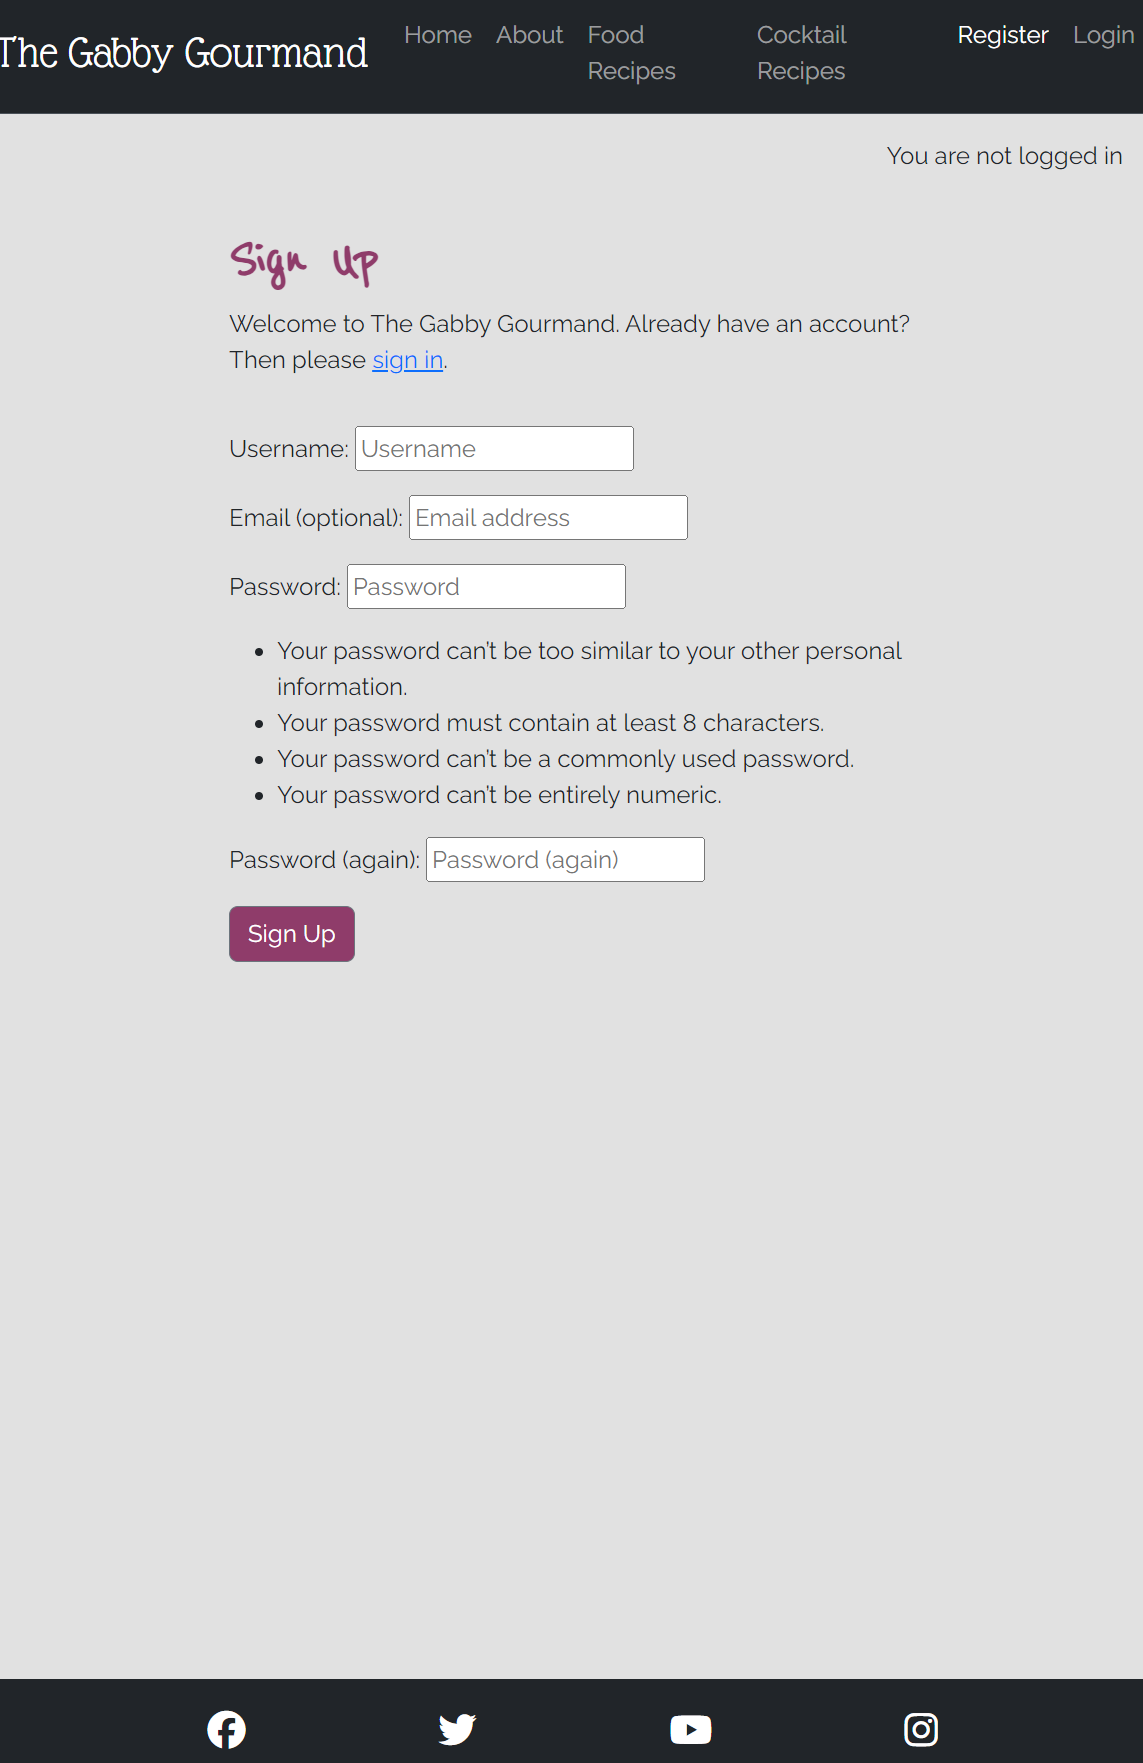 The Gabby Gourmand
Home
About
Food
Recipes
Cocktail
Recipes
Register
Login
You are not logged in
Sign Up
Welcome to The Gabby Gourmand. Already have an account?
Then please sign in.
Username: Username
Email (optional): Email address
Password: Password
• Your password can’t be too similar to your other personal
information.
• Your password must contain at least 8 characters.
• Your password can’t be a commonly used password.
• Your password can’t be entirely numeric.
Password (again): Password (again)
Sign Up